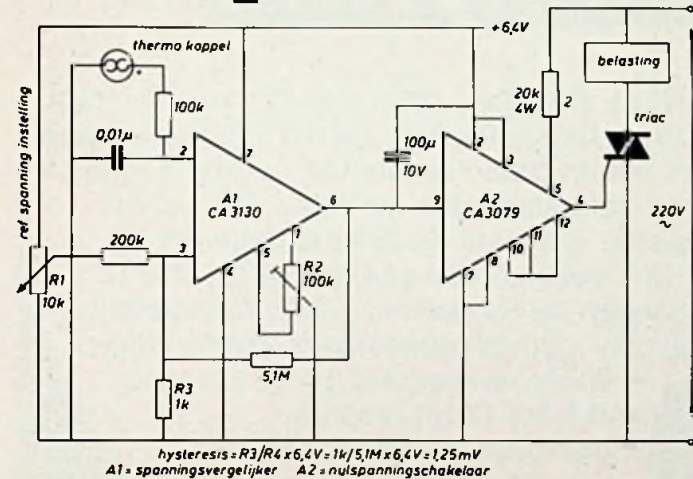 +6,4V
thermo koppel
+
100k
0,01µ
ref spanning instelling
R1
10k
200k
2
3
7
A1
CA3130
6
1
5
4
R2
100k
5,1M
R3
1k
100µ
10V
9
2
3
A2
CA3079
5
4
12
11
10
8
7
20k
4W
2
belasting
triac
220V
~
hysteresis = R3/R4 x 6,4V = 1k/5,1M x 6,4V = 1,25mV
A1 = spanningsvergelijker A2 = nulspanningschakelaar